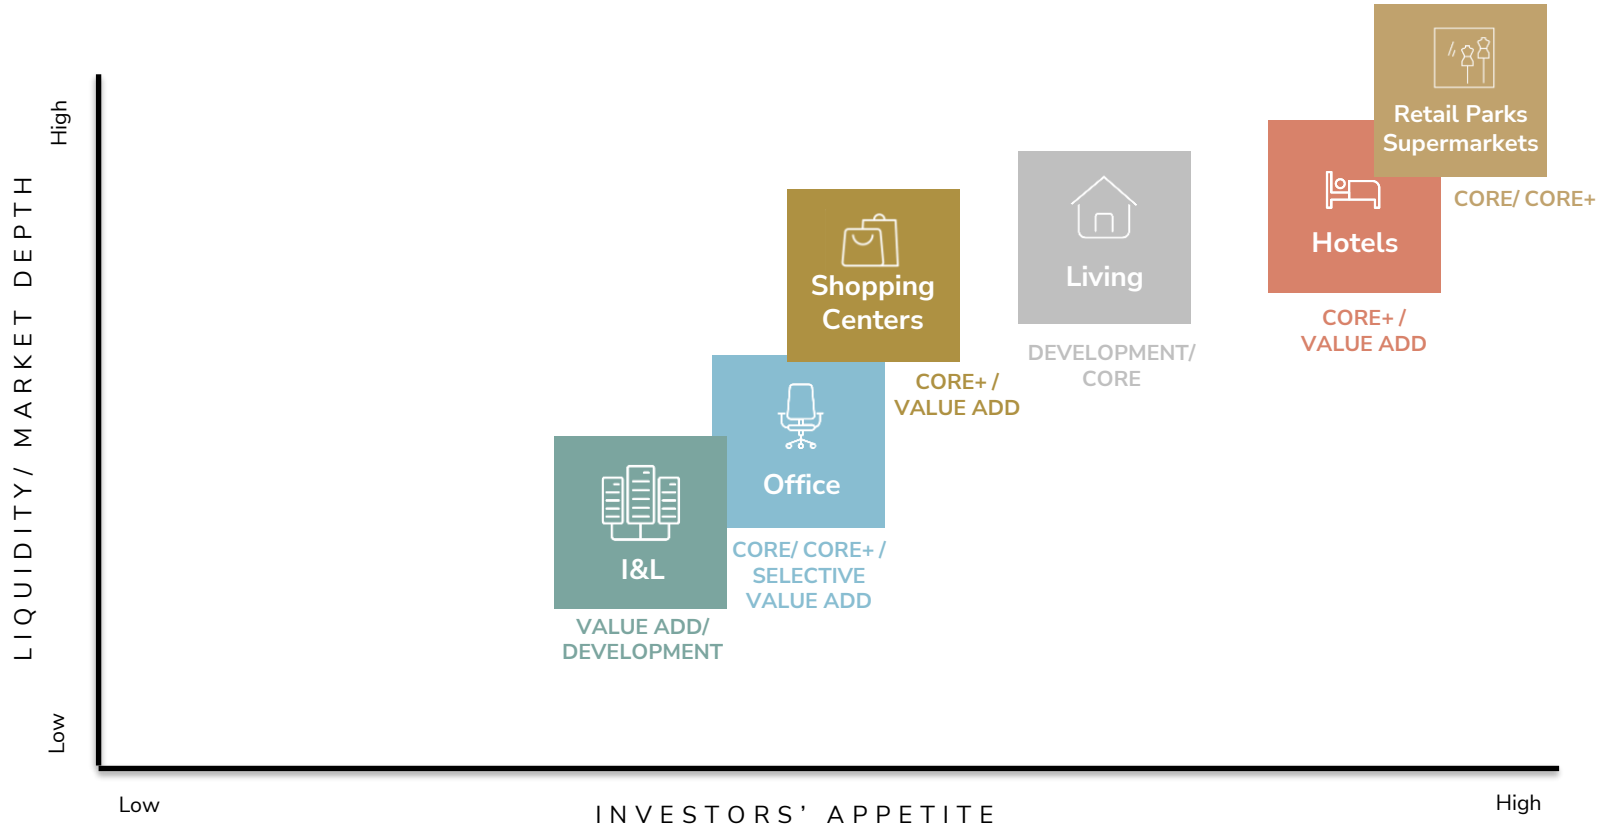 LIQUIDITY/ MARKET DEPTH
High
Low
Retail Parks
Supermarkets
CORE/ CORE+
Hotels
CORE+ /
VALUE ADD
Living
DEVELOPMENT/
CORE
Shopping
Centers
CORE+ /
VALUE ADD
Office
CORE/ CORE+ /
SELECTIVE
VALUE ADD
I&L
VALUE ADD/
DEVELOPMENT
Low
INVESTORS’ APPETITE
High